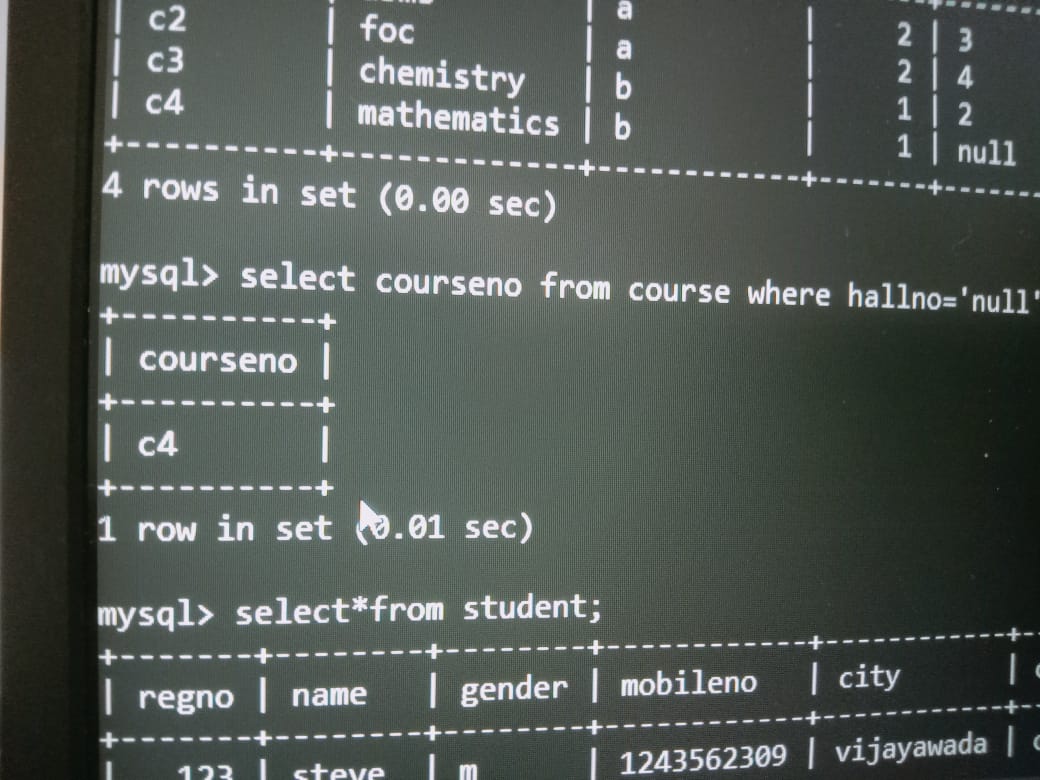 | c2 | foc | a | 2 | 3
| c3 | chemistry | a | 2 | 4
| c4 | mathematics | b | 1 | 2
b | 1 | null
4 rows in set (0.00 sec)
mysql> select courseno from course where hallno='null'
| courseno |
| c4 |
1 row in set (0.01 sec)
mysql> select*from student;
| regno | name | gender | mobileno | city |
| 123 | steve | m | 1243562309 | vijayawada |